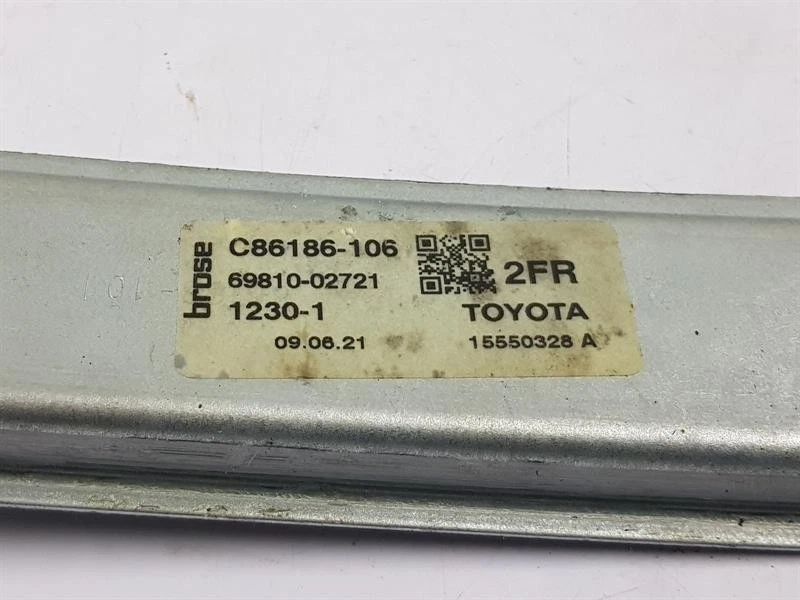 brose
C86186-106
69810-02721
1230-1
09.06.21
2FR
TOYOTA
15550328 A